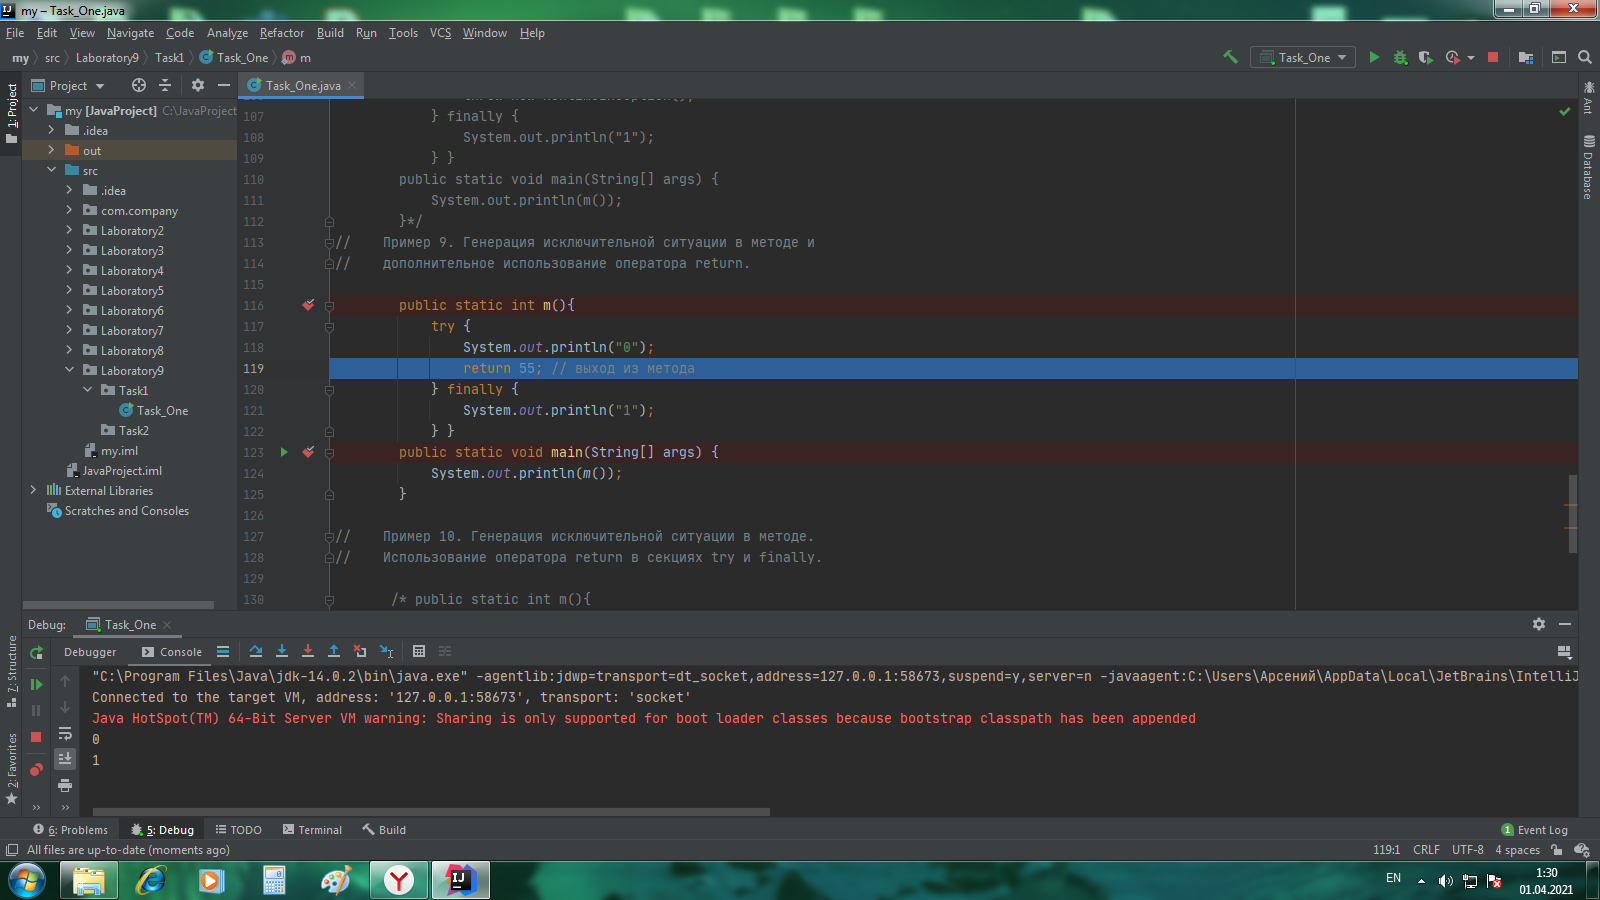 my – Task_One.java
File Edit View Navigate Code Analyze Refactor Build Run Tools VCS Window Help
my src Laboratory9 Task1 Task_One m
Task_One
Project
Task_One.java
1: Project
my [JavaProject] C:\JavaProject
.idea
out
src
.idea
com.company
Laboratory2
Laboratory3
Laboratory4
Laboratory5
Laboratory6
Laboratory7
Laboratory8
Laboratory9
Task1
Task_One
Task2
my.iml
JavaProject.iml
External Libraries
Scratches and Consoles
107 } finally {
108 System.out.println("1");
109 } }
110 public static void main(String[] args) {
111 System.out.println(m());
112 }*/
113 // Пример 9. Генерация исключительной ситуации в методе и
114 // дополнительное использование оператора return.
115
116 public static int m(){
117 try {
118 System.out.println("0");
119 return 55; // выход из метода
120 } finally {
121 System.out.println("1");
122 } }
123 public static void main(String[] args) {
124 System.out.println(m());
125 }
126
127 // Пример 10. Генерация исключительной ситуации в методе.
128 // Использование оператора return в секциях try и finally.
129
130 /* public static int m(){
Ant
Database
Debug: Task_One
Debugger Console
7: Structure
2: Favorites
"C:\Program Files\Java\jdk-14.0.2\bin\java.exe" -agentlib:jdwp=transport=dt_socket,address=127.0.0.1:58673,suspend=y,server=n -javaagent:C:\Users\Арсений\AppData\Local\JetBrains\IntelliJ
Connected to the target VM, address: '127.0.0.1:58673', transport: 'socket'
Java HotSpot(TM) 64-Bit Server VM warning: Sharing is only supported for boot loader classes because bootstrap classpath has been appended
0
1
6: Problems 5: Debug TODO Terminal Build 1 Event Log
All files are up-to-date (moments ago) 119:1 CRLF UTF-8 4 spaces
EN 1:30
01.04.2021